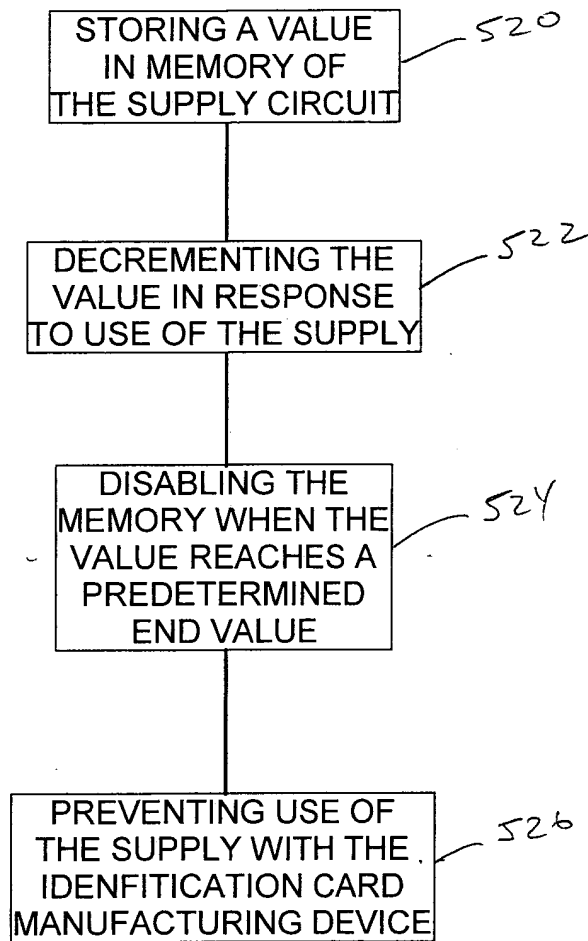 STORING A VALUE
IN MEMORY OF
THE SUPPLY CIRCUIT
520
DECREMENTING THE
VALUE IN RESPONSE
TO USE OF THE SUPPLY
522
DISABLING THE
MEMORY WHEN THE
VALUE REACHES A
PREDETERMINED
END VALUE
524
PREVENTING USE OF
THE SUPPLY WITH THE
IDENFITICATION CARD
MANUFACTURING DEVICE
526